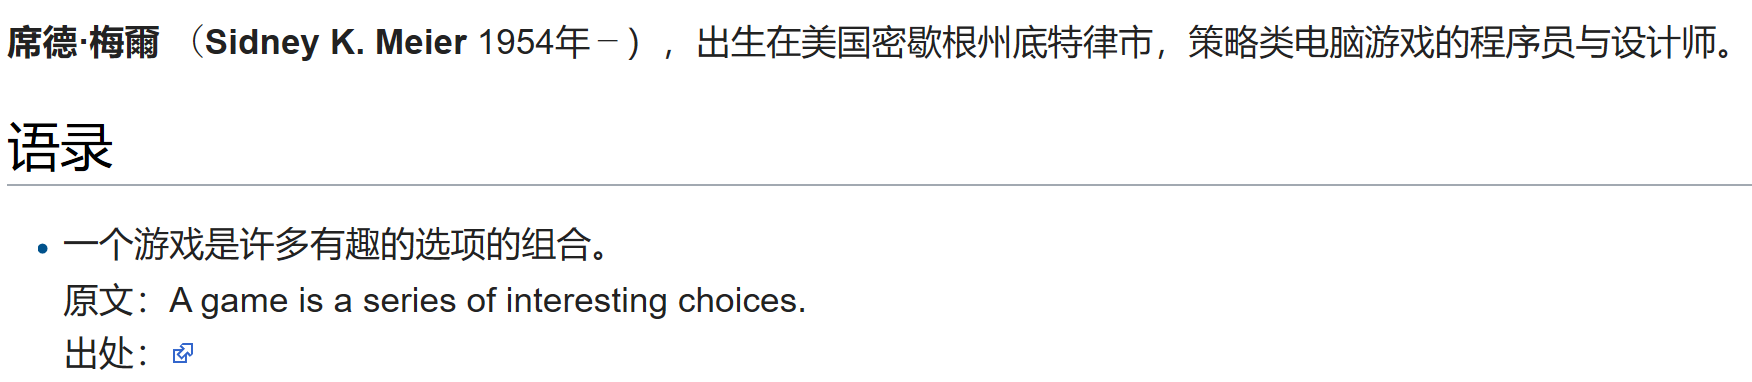 席德·梅爾 （Sidney K. Meier 1954年－），出生在美国密歇根州底特律市，策略类电脑游戏的程序员与设计师。
语录
一个游戏是许多有趣的选项的组合。
原文：A game is a series of interesting choices.
出处：